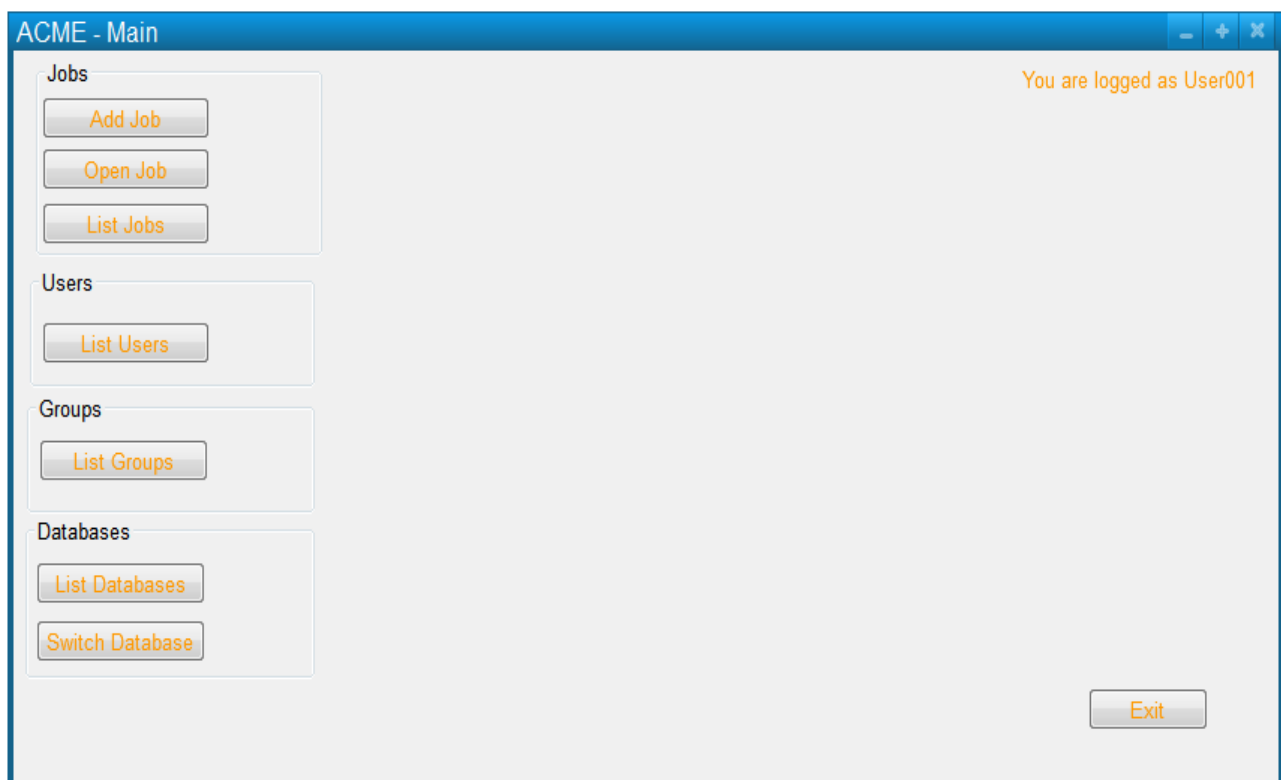 ACME - Main
Jobs
You are logged as User001
Add Job
Open Job
List Jobs
Users
List Users
Groups
List Groups
Databases
List Databases
Switch Database
Exit